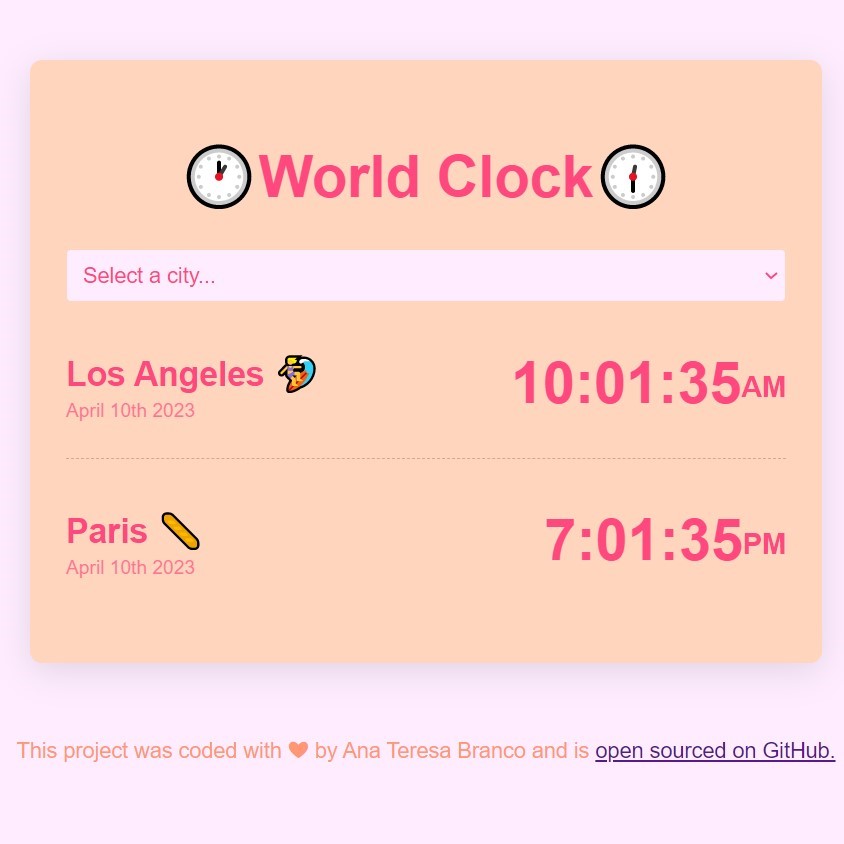 World Clock
Select a city...
Los Angeles 10:01:35AM
April 10th 2023
Paris 7:01:35PM
April 10th 2023
This project was coded with ❤ by Ana Teresa Branco and is open sourced on GitHub.